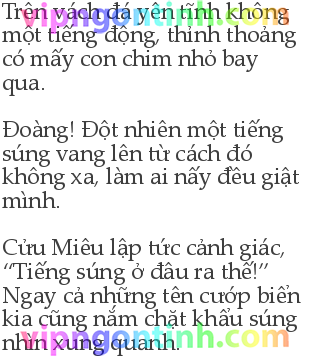 Trên vách đá yên tĩnh không
một tiếng động, thỉnh thoảng
có mấy con chim nhỏ bay
qua.
Đoàng! Đột nhiên một tiếng
súng vang lên từ cách đó
không xa, làm ai nấy đều giật
mình.
Cửu Miêu lập tức cảnh giác,
“Tiếng súng ở đâu ra thế!”
Ngay cả những tên cướp biển
kia cũng nắm chặt khẩu súng
nhìn xung quanh.
vipngontinh.com
vipngontinh.com